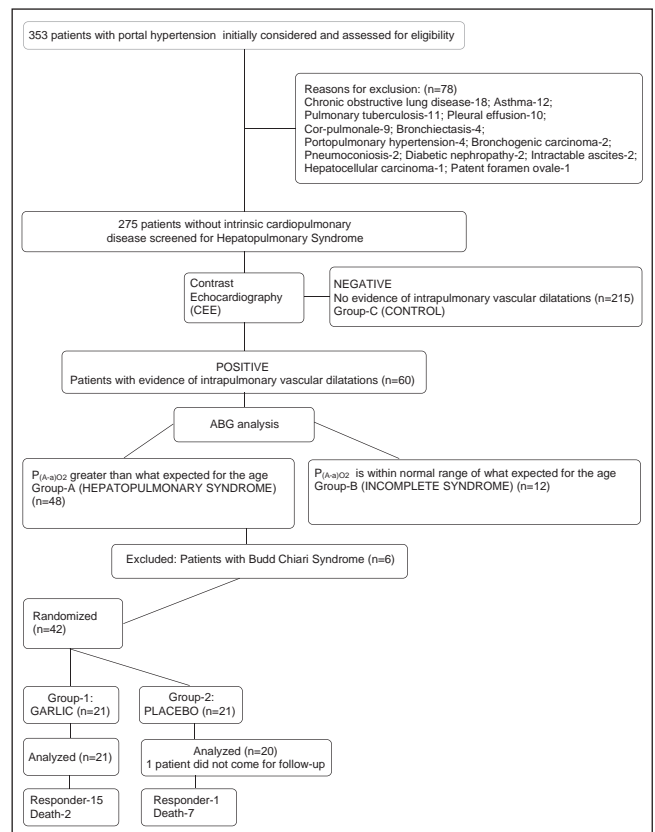 353 patients with portal hypertension initially considered and assessed for eligibility
Reasons for exclusion: (n=78)
Chronic obstructive lung disease-18; Asthma-12;
Pulmonary tuberculosis-11; Pleural effusion-10;
Cor-pulmonale-9; Bronchiectasis-4;
Portopulmonary hypertension-4; Bronchogenic carcinoma-2;
Pneumoconiosis-2; Diabetic nephropathy-2; Intractable ascites-2;
Hepatocellular carcinoma-1; Patent foramen ovale-1
275 patients without intrinsic cardiopulmonary
disease screened for Hepatopulmonary Syndrome
Contrast
Echocardiography
(CEE)
NEGATIVE
No evidence of intrapulmonary vascular dilatations (n=215)
Group-C (CONTROL)
POSITIVE
Patients with evidence of intrapulmonary vascular dilatations (n=60)
ABG analysis
P(A-a)O2 greater than what expected for the age
Group-A (HEPATOPULMONARY SYNDROME)
(n=48)
P(A-a)O2 is within normal range of what expected for the age
Group-B (INCOMPLETE SYNDROME) (n=12)
Excluded: Patients with Budd Chiari Syndrome (n=6)
Randomized
(n=42)
Group-1:
GARLIC (n=21)
Group-2:
PLACEBO (n=21)
Analyzed (n=21)
Analyzed (n=20)
1 patient did not come for follow-up
Responder-15
Death-2
Responder-1
Death-7